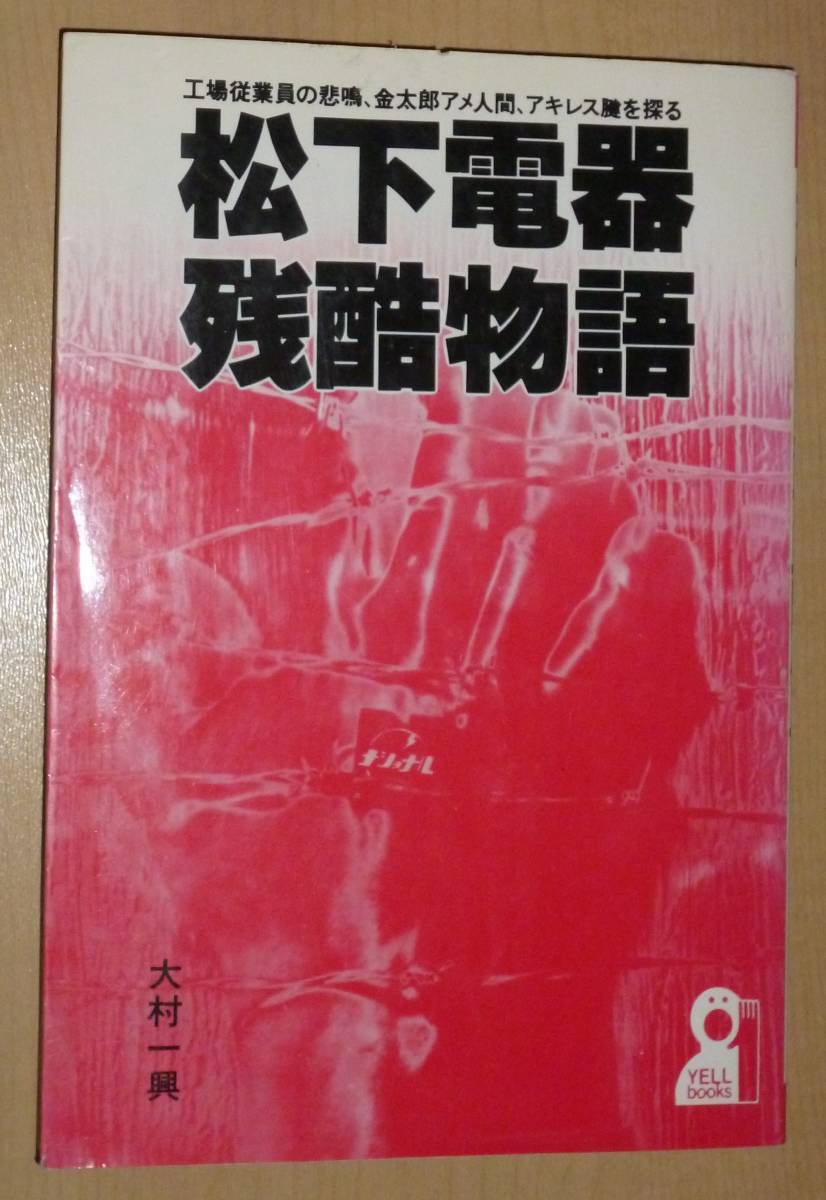 工場従業員の悲鳴、金太郎アメ人間、アキレス腱を探る
松下電器
残酷物語
ナショナル
大村一興
YELL
books